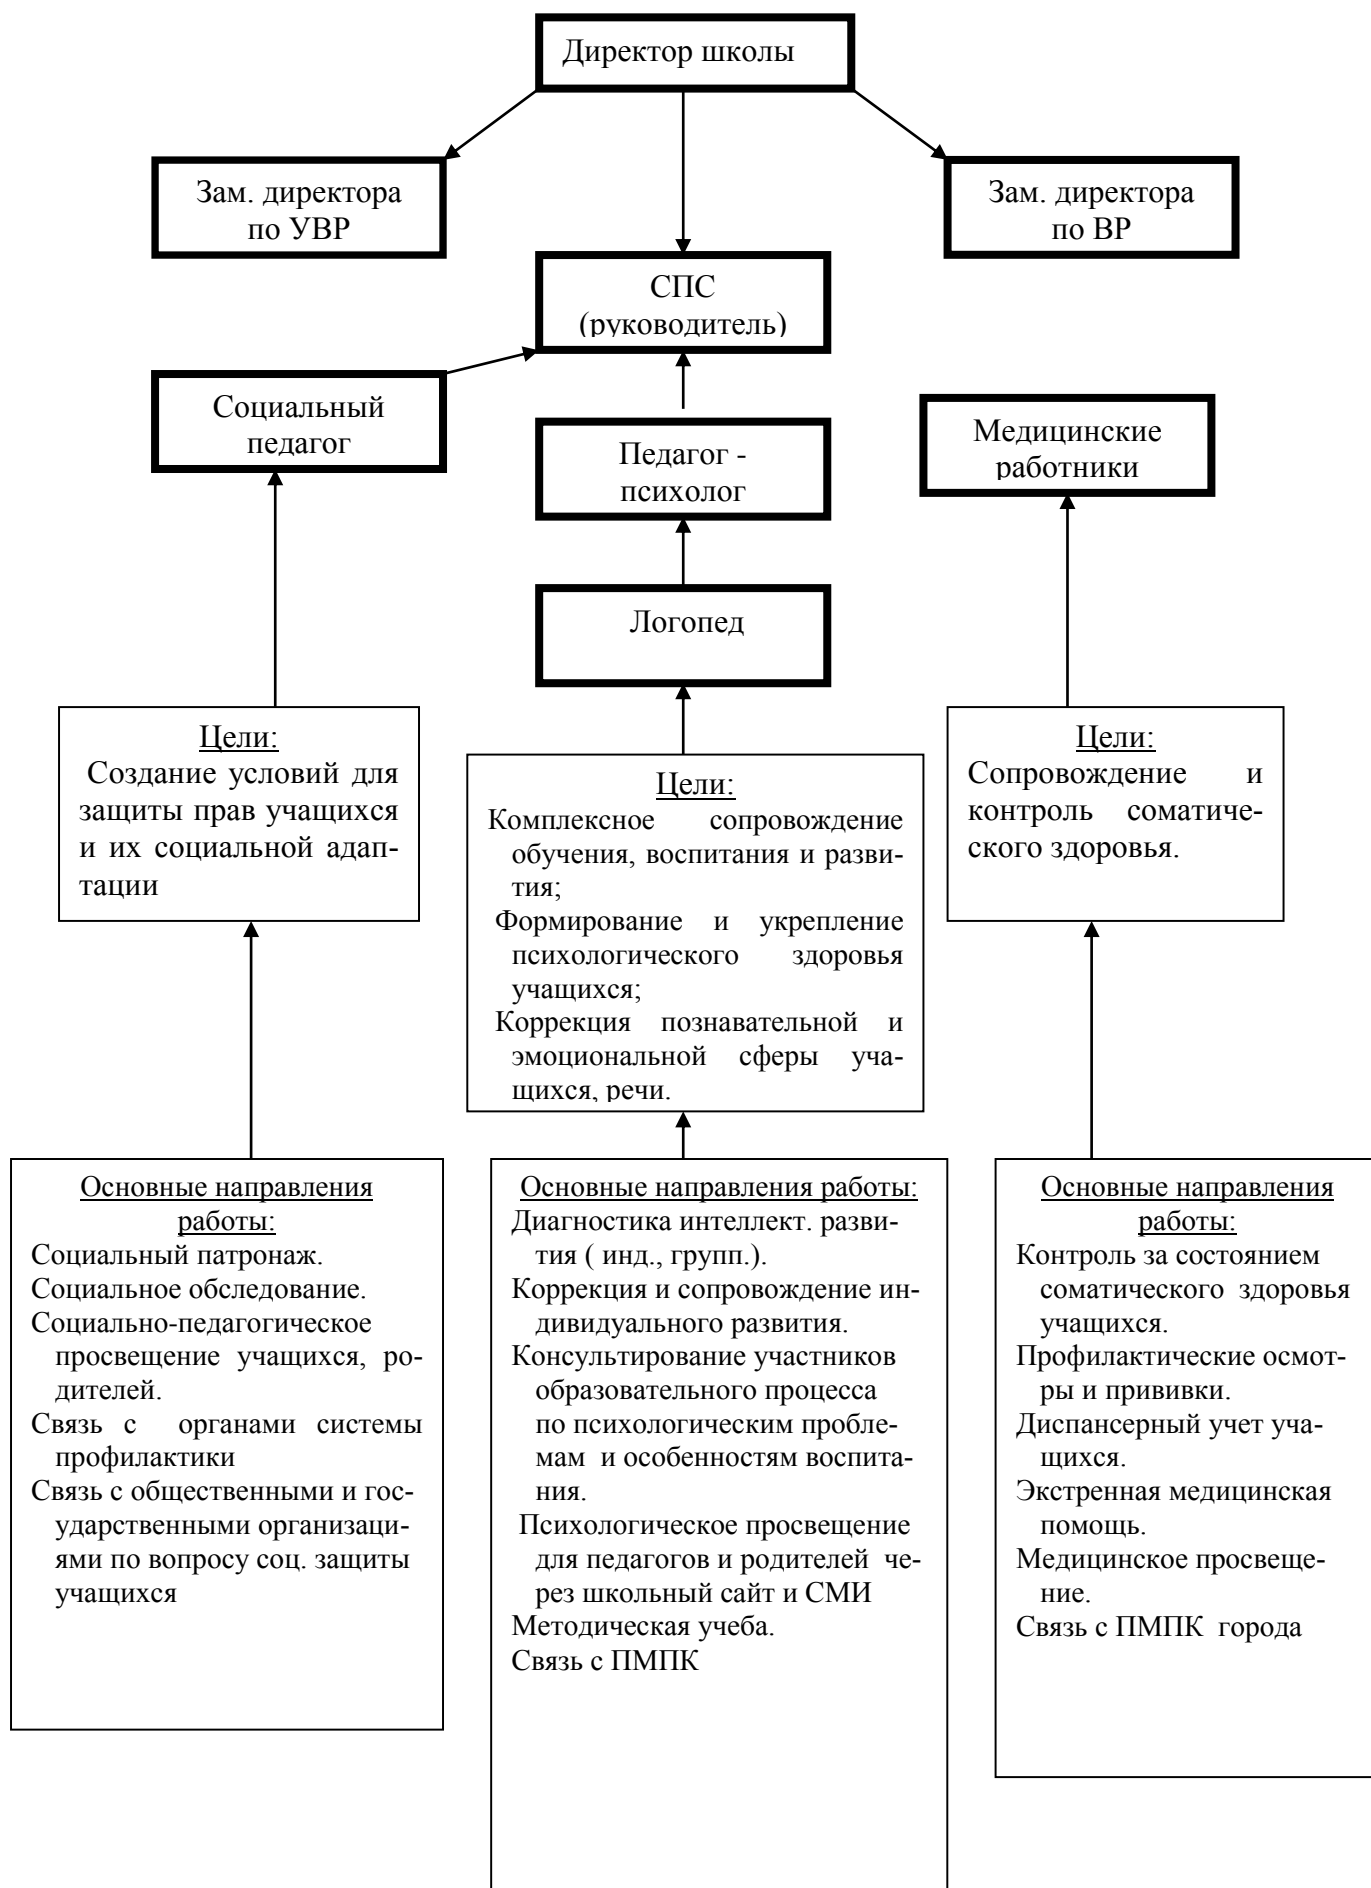 Директор школы
Зам. директора
по УВР
Зам. директора
по ВР
СПС
(руководитель)
Социальный
педагог
Педагог -
психолог
Медицинские
работники
Логопед
Цели:
Создание условий для
защиты прав учащихся
и их социальной адап-
тации
Цели:
Комплексное сопровождение
обучения, воспитания и разви-
тия;
Формирование и укрепление
психологического здоровья
учащихся;
Коррекция познавательной и
эмоциональной сферы уча-
щихся, речи.
Цели:
Сопровождение и
контроль соматиче-
ского здоровья.
Основные направления
работы:
Социальный патронаж.
Социальное обследование.
Социально-педагогическое
просвещение учащихся, ро-
дителей.
Связь с органами системы
профилактики
Связь с общественными и гос-
ударственными организаци-
ями по вопросу соц. защиты
учащихся
Основные направления работы:
Диагностика интеллект. разви-
тия ( инд., групп.).
Коррекция и сопровождение ин-
дивидуального развития.
Консультирование участников
образовательного процесса
по психологическим пробле-
мам и особенностям воспита-
ния.
Психологическое просвещение
для педагогов и родителей че-
рез школьный сайт и СМИ
Методическая учеба.
Связь с ПМПК
Основные направления
работы:
Контроль за состоянием
соматического здоровья
учащихся.
Профилактические осмот-
ры и прививки.
Диспансерный учет уча-
щихся.
Экстренная медицинская
помощь.
Медицинское просвеще-
ние.
Связь с ПМПК города